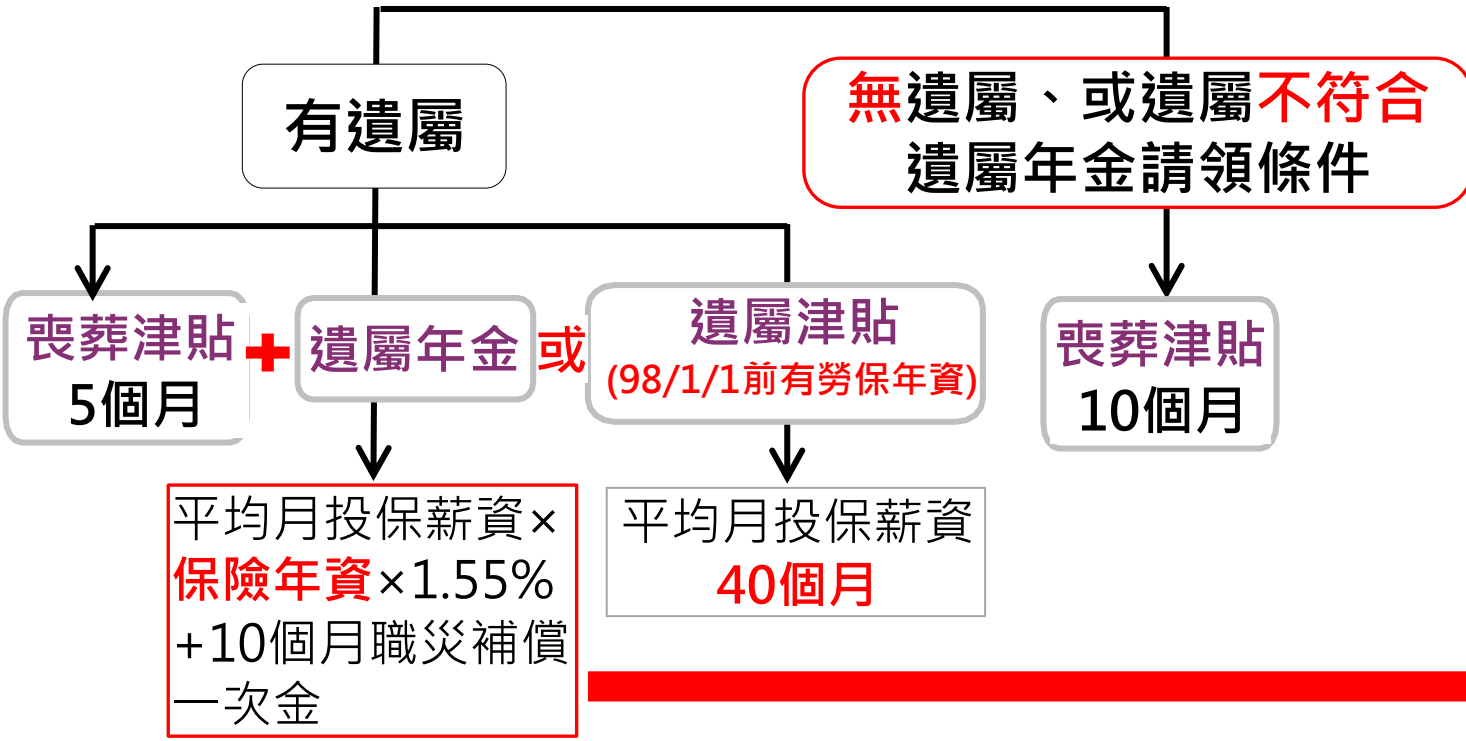 有遺屬
無遺屬、或遺屬不符合
遺屬年金請領條件
喪葬津貼
5個月
遺屬年金
或
遺屬津貼
(98/1/1前有勞保年資)
喪葬津貼
10個月
平均月投保薪資×
保險年資×1.55%
+10個月職災補償
一次金
平均月投保薪資
40個月